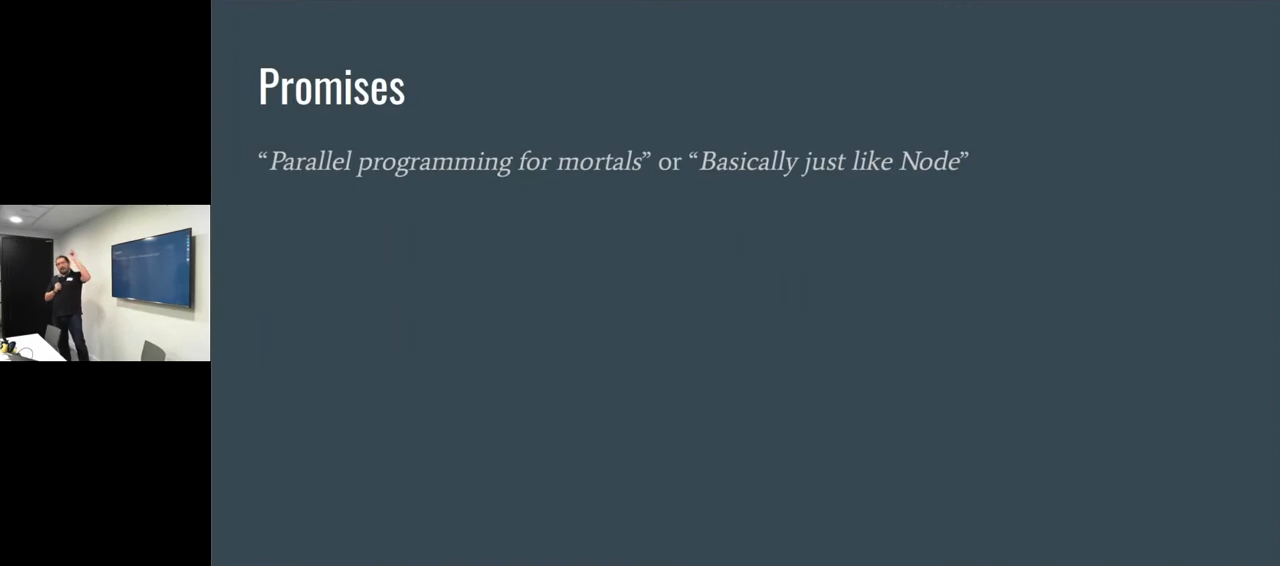 Promises
“Parallel programming for mortals” or “Basically just like Node”